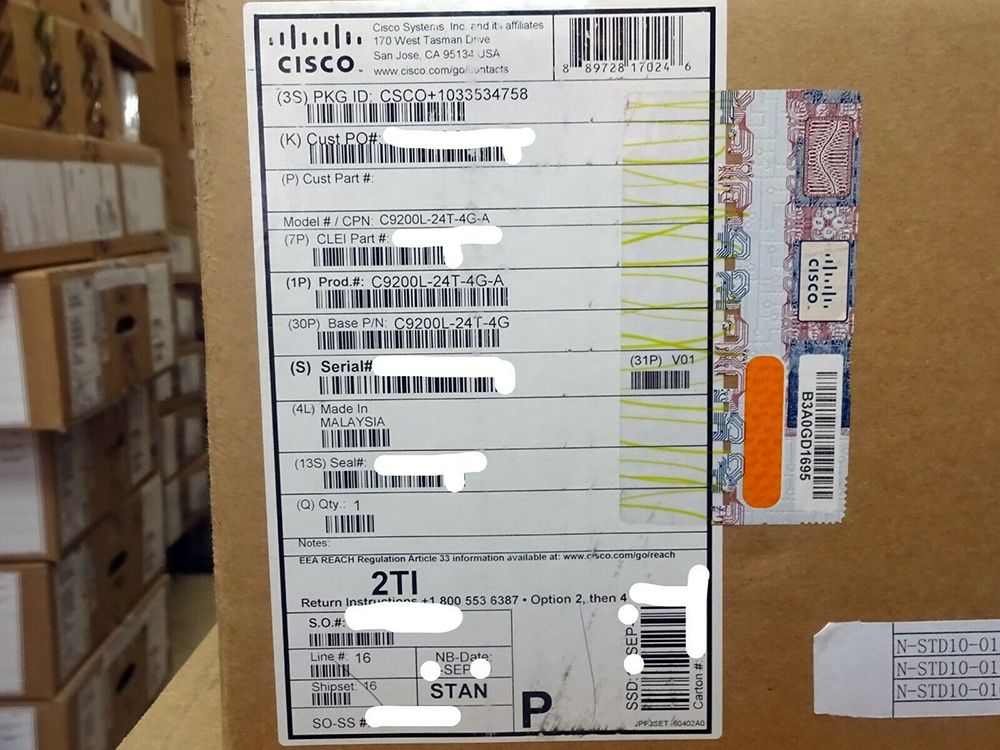 CISCO
Cisco Systems Inc. and its affiliates
170 West Tasman Drive
San Jose, CA 95134 USA
www.cisco.com/go/contacts
8 89728 17024 6
(3S) PKG ID: CSCO+1033534758
(K) Cust PO#:
(P) Cust Part #:
Model # / CPN: C9200L-24T-4G-A
(7P) CLEI Part #:
(1P) Prod.#: C9200L-24T-4G-A
(30P) Base P/N: C9200L-24T-4G
(S) Serial#
(31P) V01
(4L) Made In
MALAYSIA
(13S) Seal#:
(Q) Qty.: 1
Notes:
EEA REACH Regulation Article 33 information available at: www.cisco.com/go/reach
2TI
Return Instructions +1 800 553 6387 • Option 2, then 4
S.O.#:
Line #: 16
NB-Date:
-SEP
Shipset: 16
STAN
SO-SS #
P
SSD: SEP
Carton #:
CISCO
B3A0GD1695
N-STD10-01
N-STD10-01
N-STD10-01